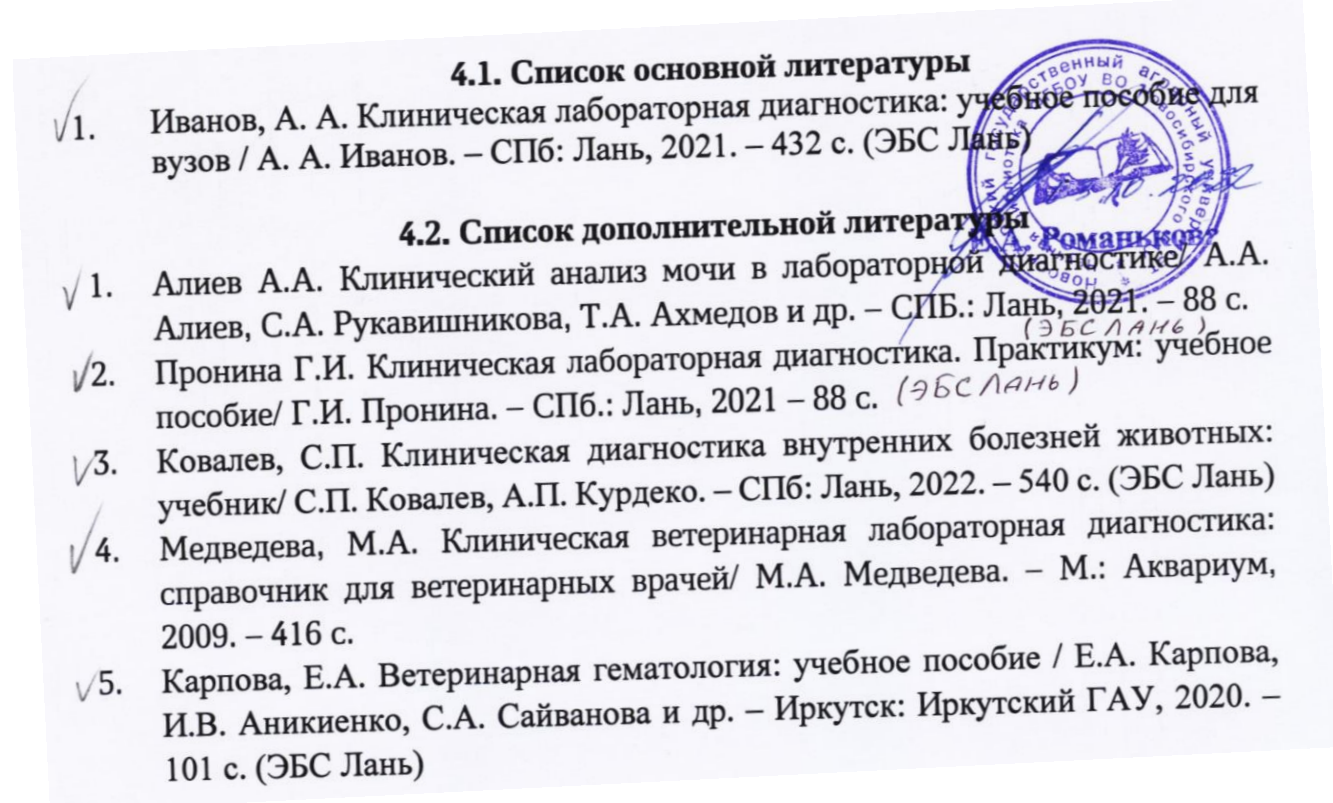 4.1. Список основной литературы
1. Иванов, А. А. Клиническая лабораторная диагностика: учебное пособие для
вузов / А. А. Иванов. – СПб: Лань, 2021. – 432 с. (ЭБС Лань)
4.2. Список дополнительной литературы
А. Романькова
1. Алиев А.А. Клинический анализ мочи в лабораторной диагностике/ А.А.
Алиев, С.А. Рукавишникова, Т.А. Ахмедов и др. – СПБ.: Лань, 2021. – 88 с.
(ЭБС ЛАНЬ)
2. Пронина Г.И. Клиническая лабораторная диагностика. Практикум: учебное
пособие/ Г.И. Пронина. – СПб.: Лань, 2021 – 88 с. (ЭБС ЛАНЬ)
3. Ковалев, С.П. Клиническая диагностика внутренних болезней животных:
учебник/ С.П. Ковалев, А.П. Курдеко. – СПб: Лань, 2022. – 540 с. (ЭБС Лань)
4. Медведева, М.А. Клиническая ветеринарная лабораторная диагностика:
справочник для ветеринарных врачей/ М.А. Медведева. – М.: Аквариум,
2009. – 416 с.
5. Карпова, Е.А. Ветеринарная гематология: учебное пособие / Е.А. Карпова,
И.В. Аникиенко, С.А. Сайванова и др. – Иркутск: Иркутский ГАУ, 2020. –
101 с. (ЭБС Лань)